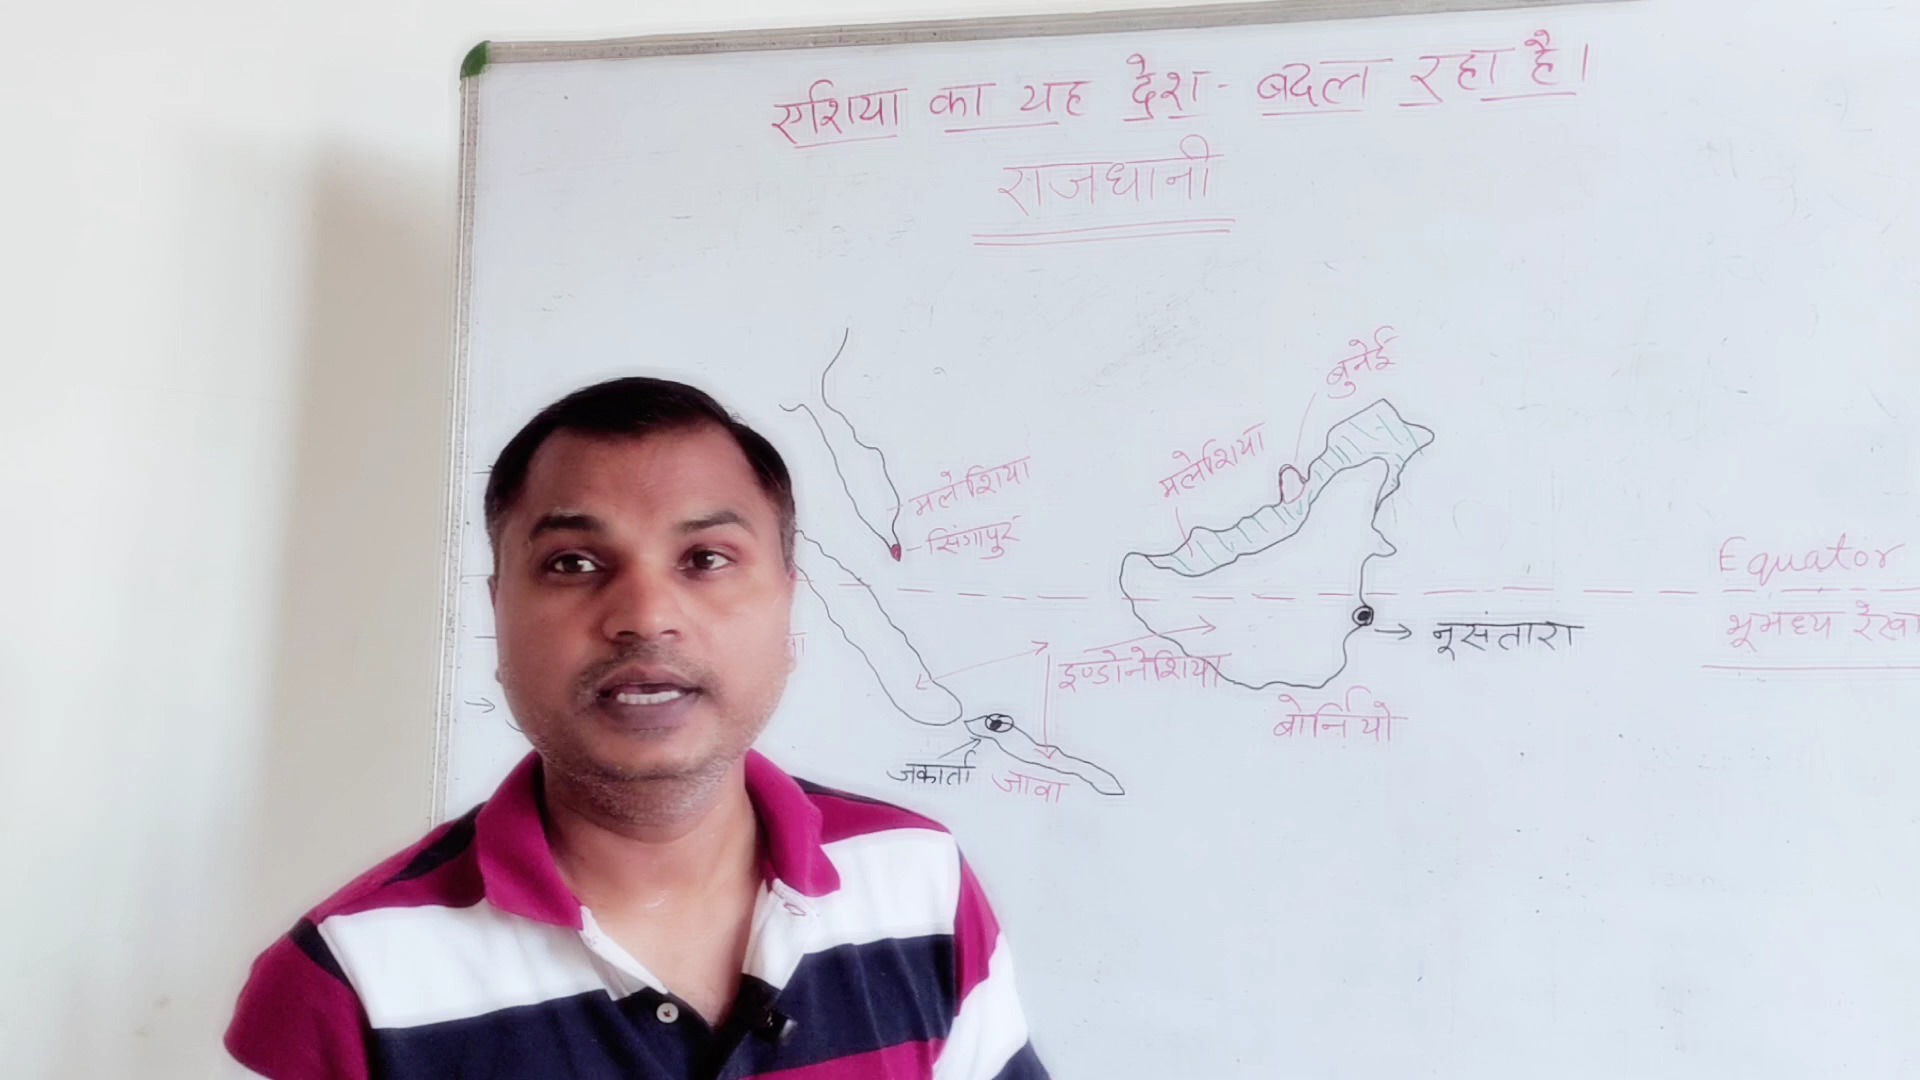 एशिया का यह देश - बदल रहा है।
राजधानी
बुनेई
मलेशिया
मलेशिया
सिंगापुर
Equator
भूमध्य रेखा
नूसंतारा
इण्डोनेशिया
बोर्नियो
जकार्ता
जावा